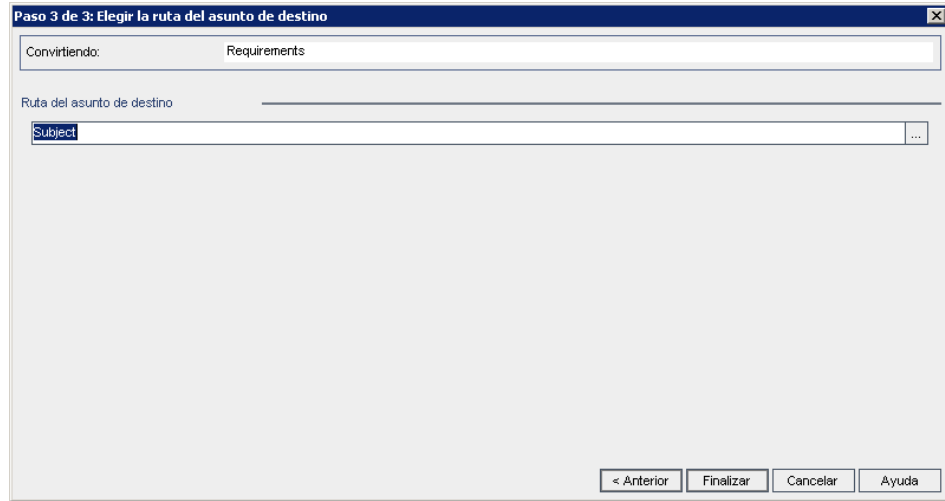 Paso 3 de 3: Elegir la ruta del asunto de destino
Convirtiendo: Requirements
Ruta del asunto de destino
Subject ...
< Anterior Finalizar Cancelar Ayuda